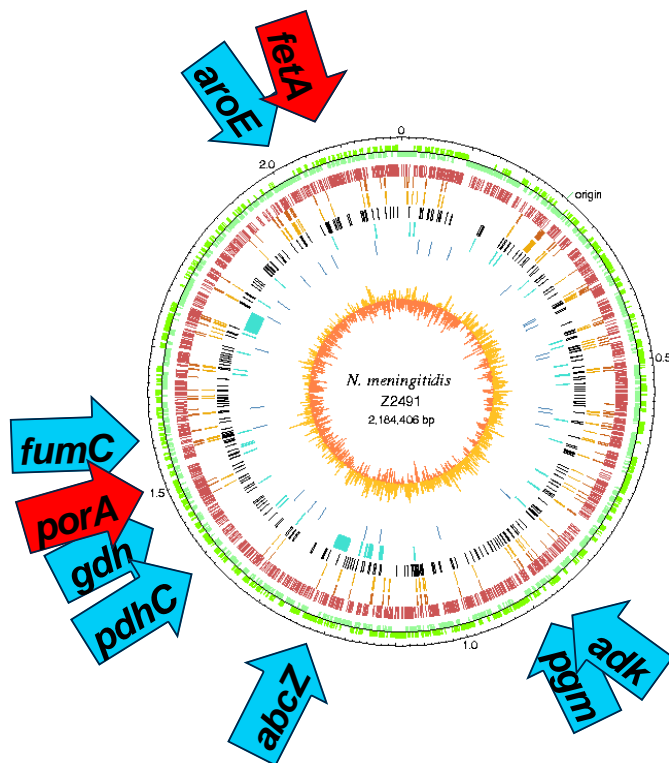 fetA
aroE
0
2.0
origin
0.5
N. meningitidis
Z2491
2,184,406 bp
fumC
1.5
porA
gdh
pdhC
1.0
adk
pgm
abcZ